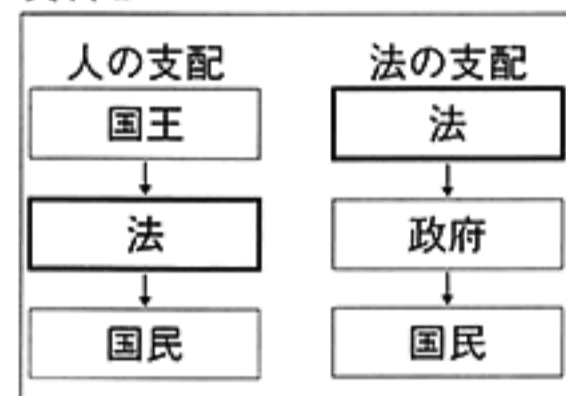 人の支配
国王
法
国民
法の支配
法
政府
国民